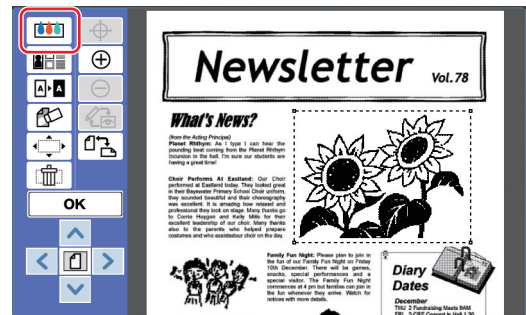 Newsletter Vol. 78
What's News?
(from the Acting Principal)
Planet Rhthym: As I type I can hear the
pounding beat coming from the Planet Rhthym
Incursion in the hall. I'm sure our students are
having a great time!
Choir Performs At Eastland: Our Choir
performed at Eastland today. They looked great
in their Bayswater Primary School Choir uniform,
they sounded beautiful and their choreography
was excellent. It is amazing how relaxed and
professional they look on stage. Many thanks go
to Corrie Huygen and Kelly Mills for their
excellent leadership of our choir. Many thanks
also to the parents who helped prepare
costumes and who assistedour choir on the day.
Family Fun Night: Please plan to join in
the fun of our Family Fun Night on Friday
10th December. There will be games,
snacks, special performances and a
special visitor. The Family Fun Night
commences at 4 pm but families can join in
the fun whenever they arrive. Watch for
notices with more details.
Diary
Dates
December
THU 2 Fundraising Meets 9AM
A A
OK